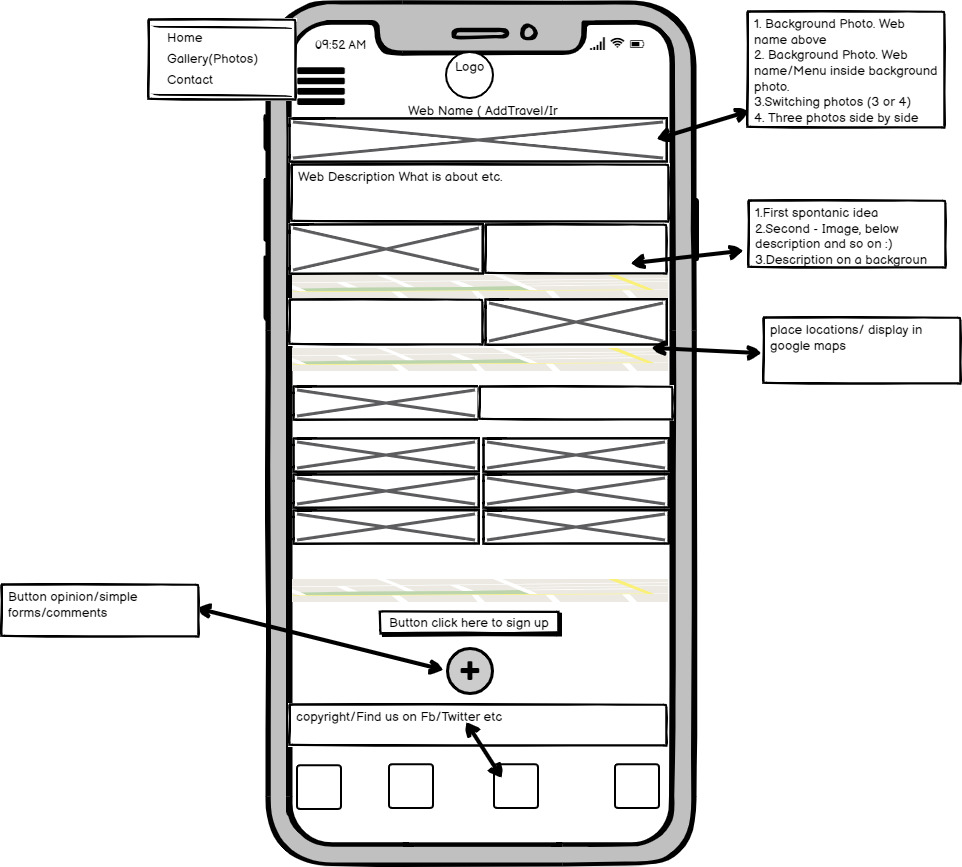 Home
Gallery(Photos)
Contact
09:52 AM
Logo
Web Name ( AddTravel/Ir
1. Background Photo. Web
name above
2. Background Photo. Web
name/Menu inside background
photo.
3.Switching photos (3 or 4)
4. Three photos side by side
Web Description What is about etc.
1.First spontanic idea
2.Second - Image, below
description and so on :)
3.Description on a backgroun
place locations/ display in
google maps
Button opinion/simple
forms/comments
Button click here to sign up
copyright/Find us on Fb/Twitter etc